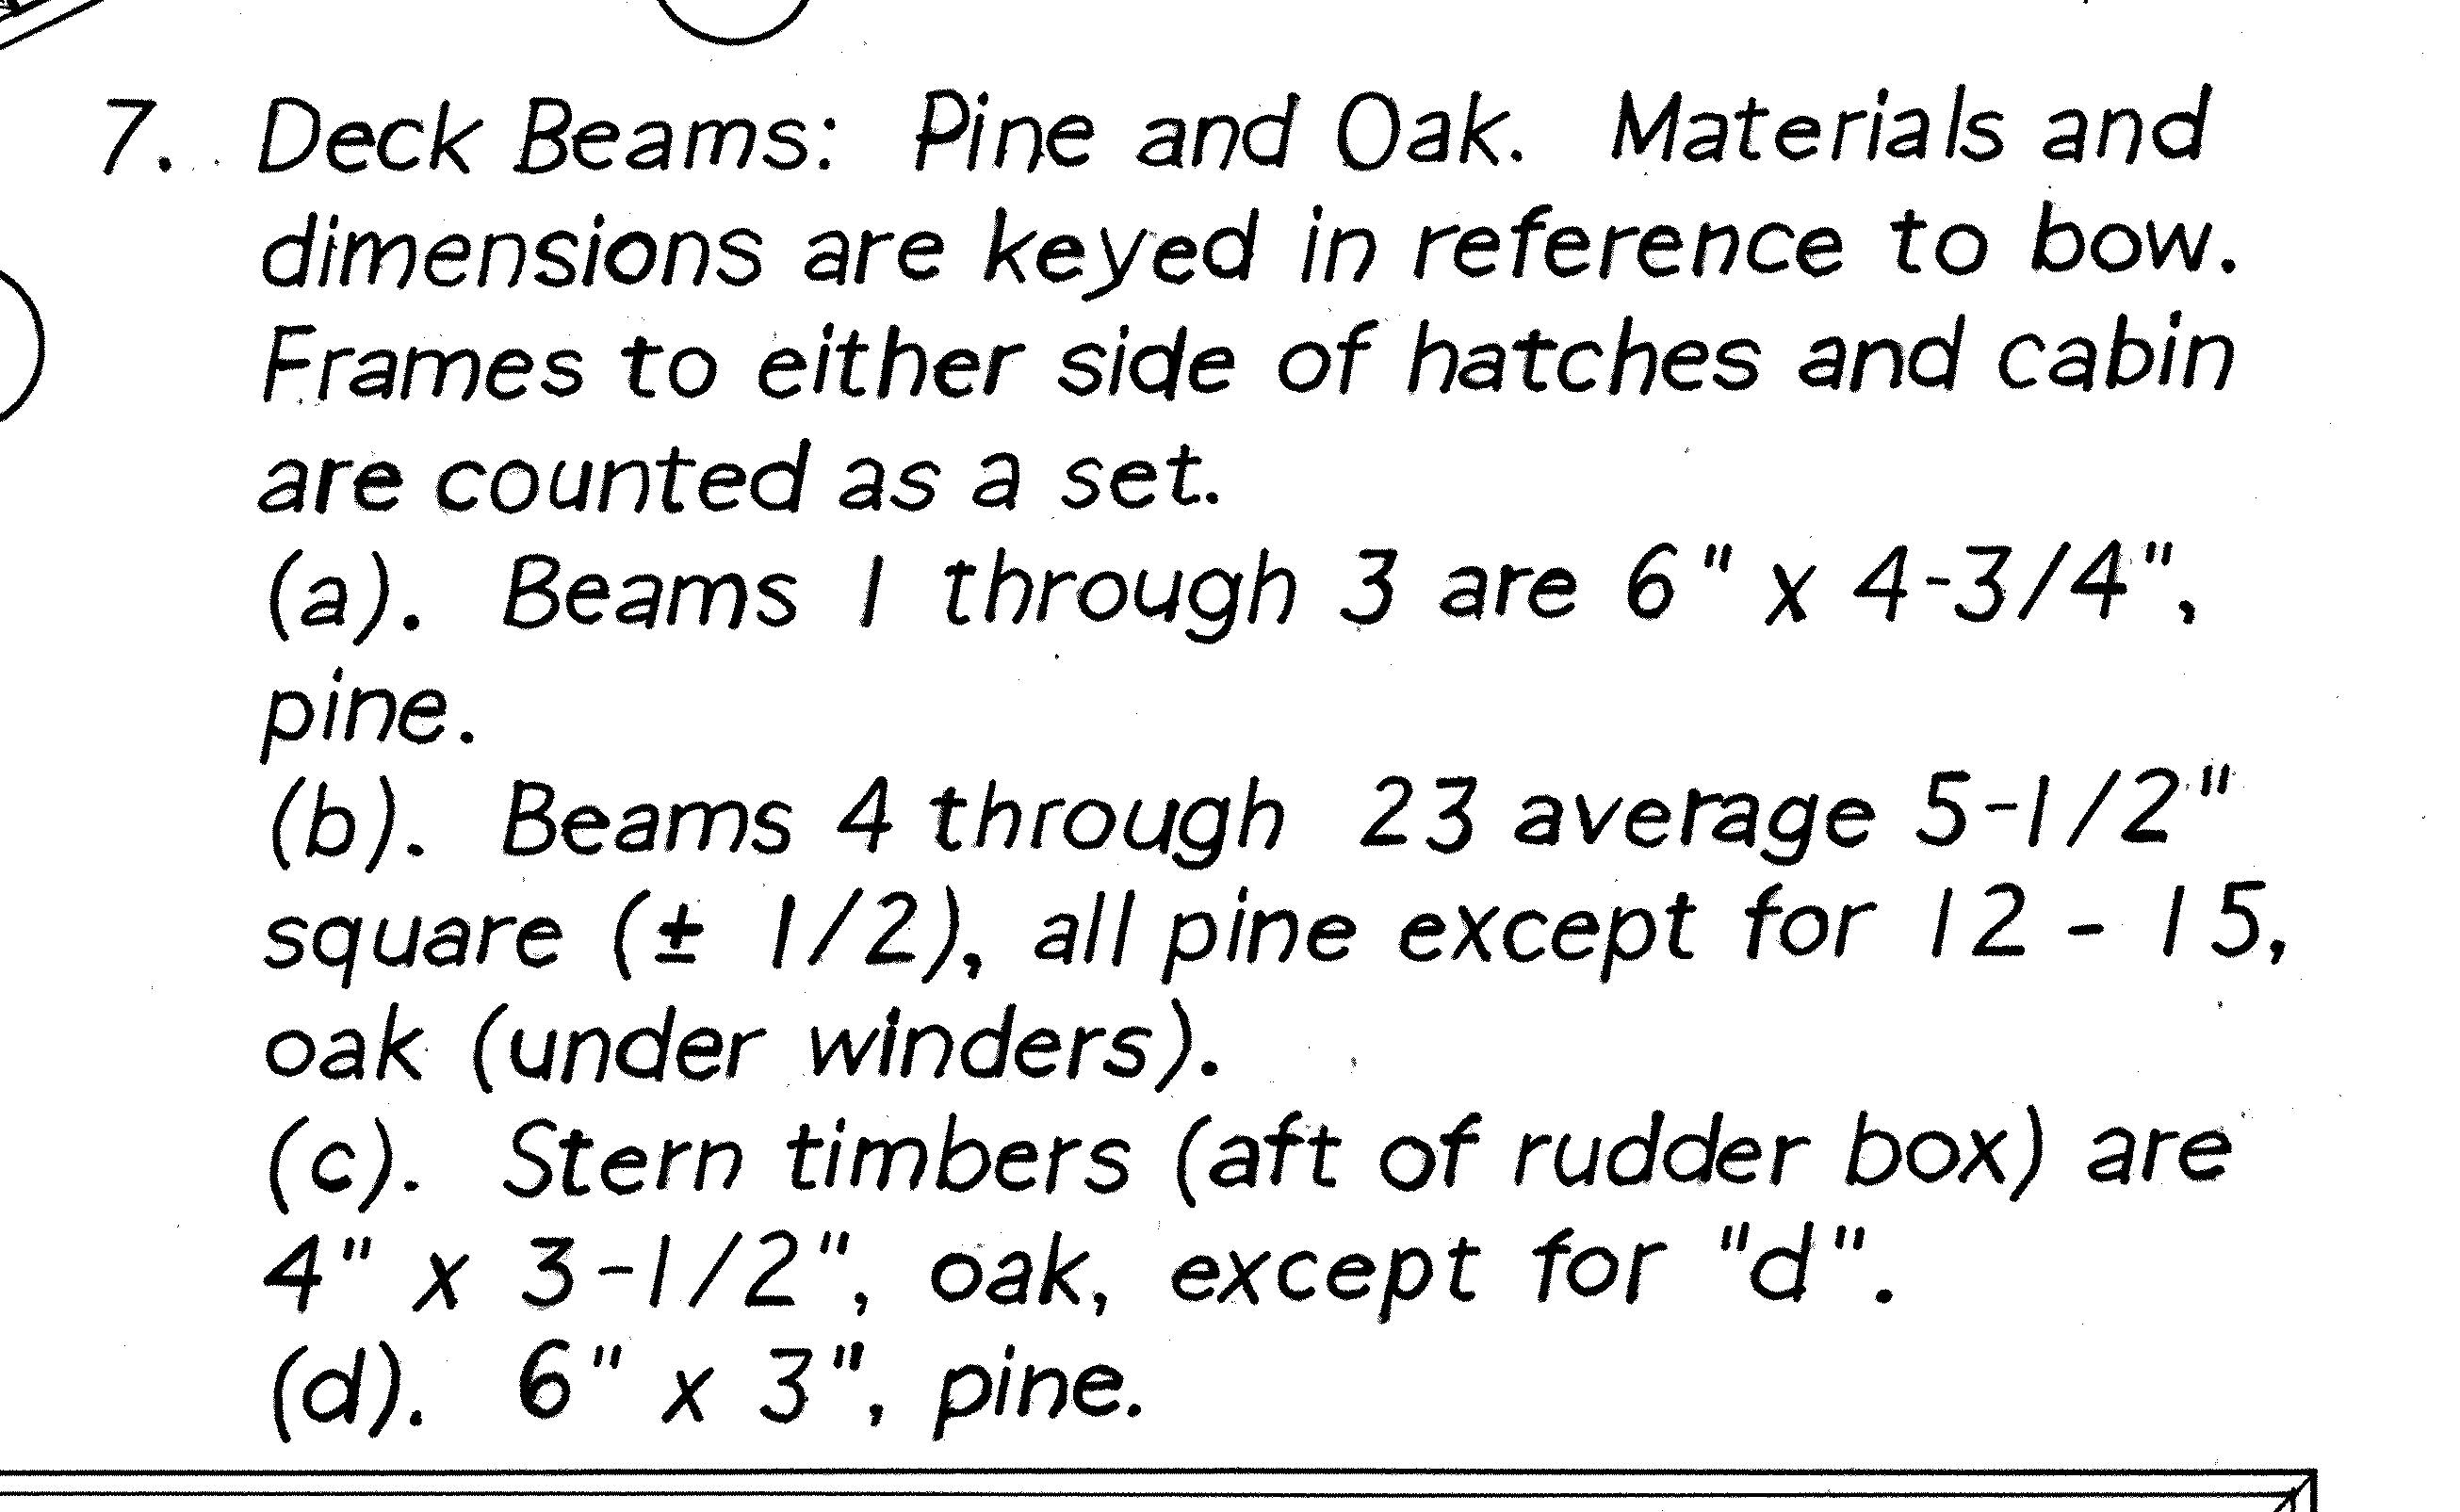 7. Deck Beams: Pine and Oak. Materials and
dimensions are keyed in reference to bow.
Frames to either side of hatches and cabin
are counted as a set.
(a). Beams 1 through 3 are 6" x 4-3/4",
pine.
(b). Beams 4 through 23 average 5-1/2"
square (± 1/2), all pine except for 12 - 15,
oak (under winders).
(c). Stern timbers (aft of rudder box) are
4" x 3-1/2", oak, except for "d".
(d). 6" x 3", pine.